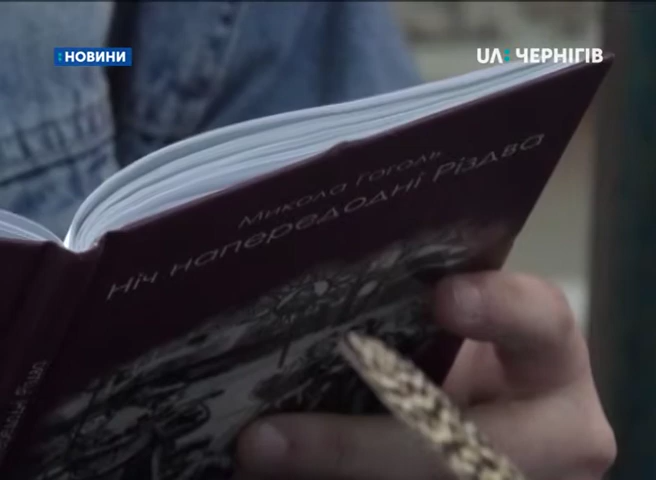 :НОВИНИ
UA: ЧЕРНІГІВ
Микола Гоголь
Ніч напередодні Різдва